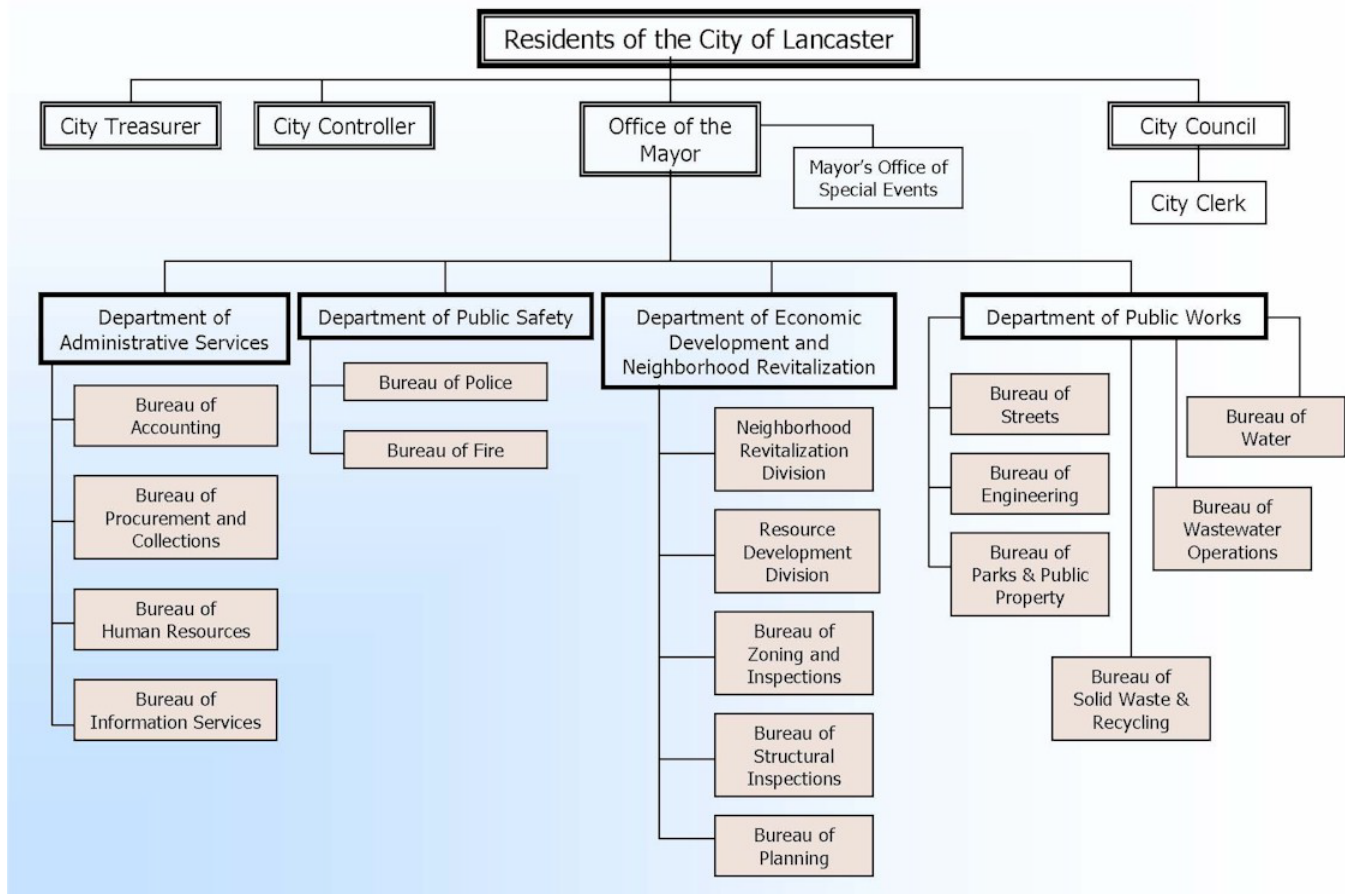 Residents of the City of Lancaster
City Treasurer
City Controller
Office of the
Mayor
City Council
Mayor's Office of
Special Events
City Clerk
Department of
Administrative Services
Bureau of
Accounting
Bureau of
Procurement and
Collections
Bureau of
Human Resources
Bureau of
Information Services
Department of Public Safety
Bureau of Police
Bureau of Fire
Department of Economic
Development and
Neighborhood Revitalization
Neighborhood
Revitalization
Division
Resource
Development
Division
Bureau of
Zoning and
Inspections
Bureau of
Structural
Inspections
Bureau of
Planning
Department of Public Works
Bureau of
Streets
Bureau of
Engineering
Bureau of
Parks & Public
Property
Bureau of
Solid Waste &
Recycling
Bureau of
Wastewater
Operations
Bureau of
Water